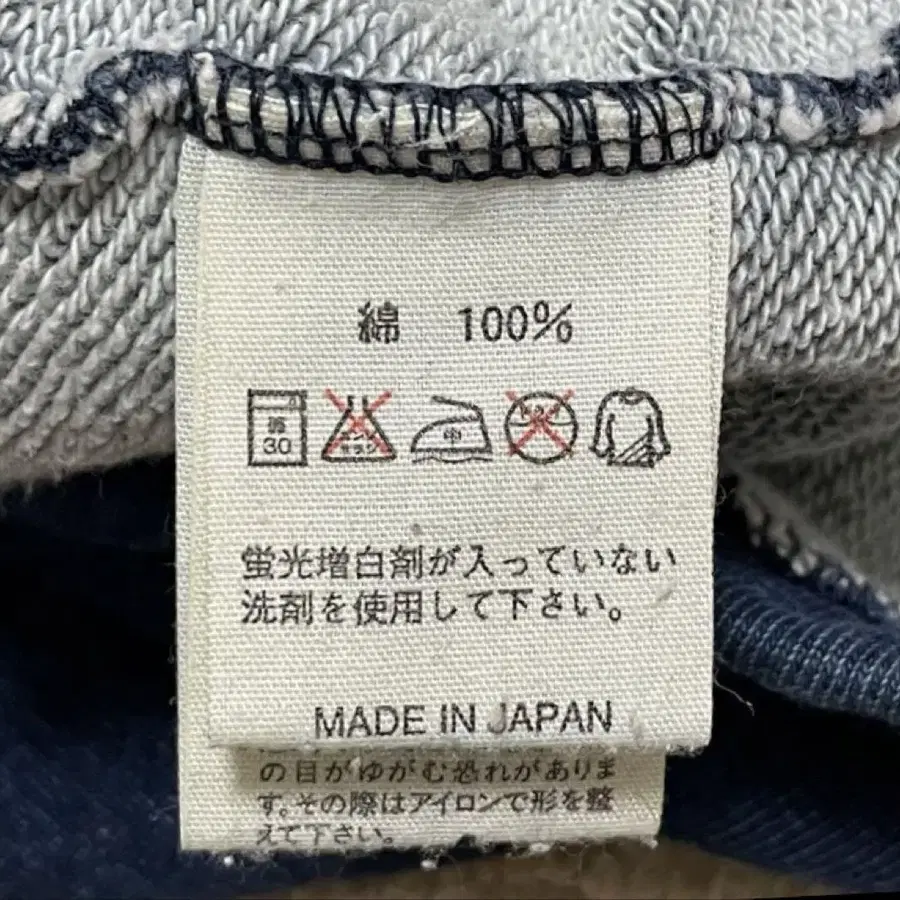 綿 100%
30 中
蛍光増白剤が入っていない
洗剤を使用して下さい。
MADE IN JAPAN
の目がゆがむ恐れがありま
す。その際はアイロンで形を整
えて下さい。